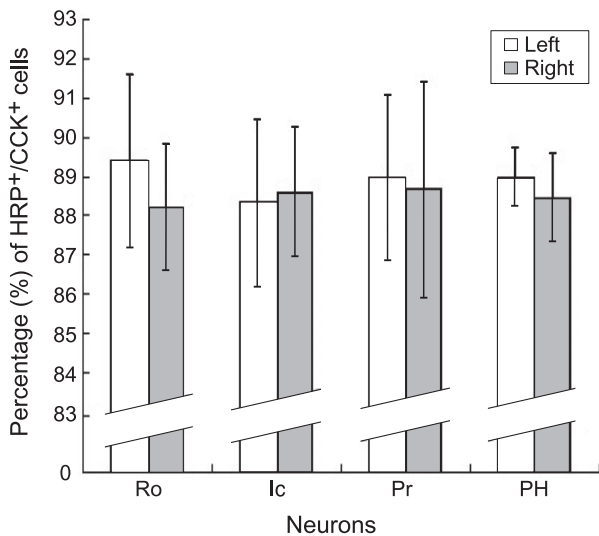 Percentage (%) of HRP⁺/CCK⁺ cells
93
92
91
90
89
88
87
86
85
84
83
0
Left
Right
Ro
Ic
Pr
PH
Neurons